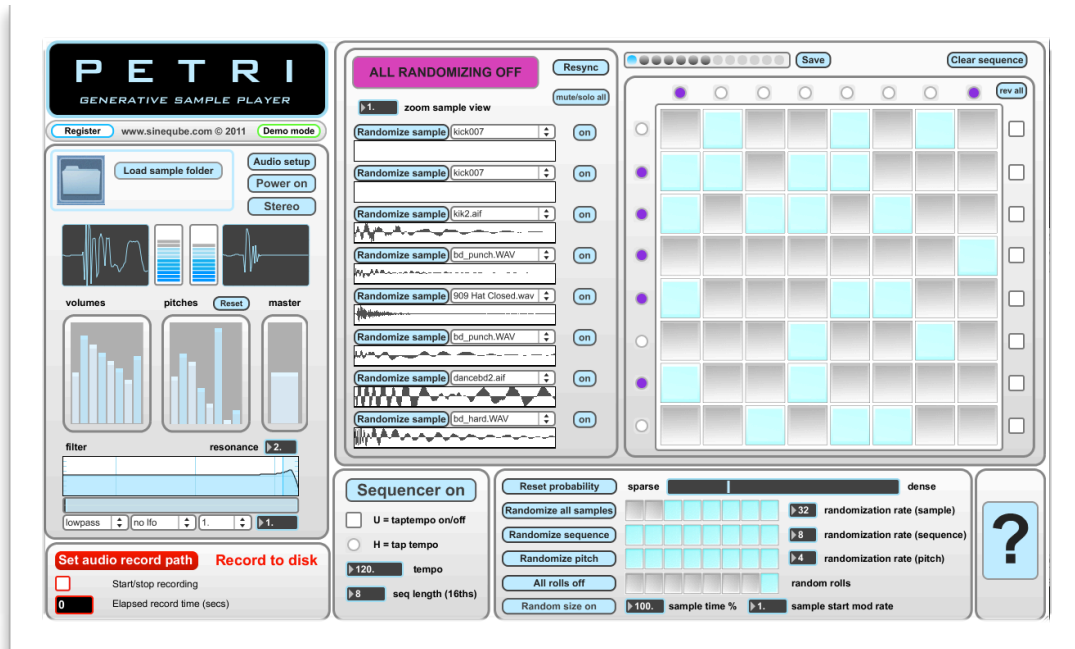 PETRI
GENERATIVE SAMPLE PLAYER
Register www.sineqube.com © 2011 Demo mode
Load sample folder
Audio setup
Power on
Stereo
volumes pitches Reset master
filter resonance 2.
lowpass no lfo 1. 1.
Set audio record path Record to disk
Start/stop recording
0 Elapsed record time (secs)
ALL RANDOMIZING OFF Resync
1. zoom sample view mute/solo all
Randomize sample kick007 on
Randomize sample kick007 on
Randomize sample kik2.aif on
Randomize sample bd_punch.WAV on
Randomize sample 909 Hat Closed.wav on
Randomize sample bd_punch.WAV on
Randomize sample dancebd2.aif on
Randomize sample bd_hard.WAV on
Save Clear sequence
rev all
Sequencer on
U = taptempo on/off
H = tap tempo
120. tempo
8 seq length (16ths)
Reset probability sparse dense
Randomize all samples 32 randomization rate (sample)
Randomize sequence 8 randomization rate (sequence)
Randomize pitch 4 randomization rate (pitch)
All rolls off random rolls
Random size on 100. sample time % 1. sample start mod rate
?